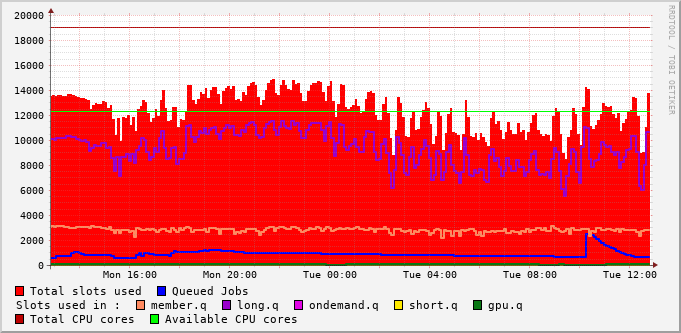 20000
18000
16000
14000
12000
10000
8000
6000
4000
2000
0
Mon 16:00 Mon 20:00 Tue 00:00 Tue 04:00 Tue 08:00 Tue 12:00
RRDTOOL / TOBI OETIKER
Total slots used Queued Jobs
Slots used in : member.q long.q ondemand.q short.q gpu.q
Total CPU cores Available CPU cores